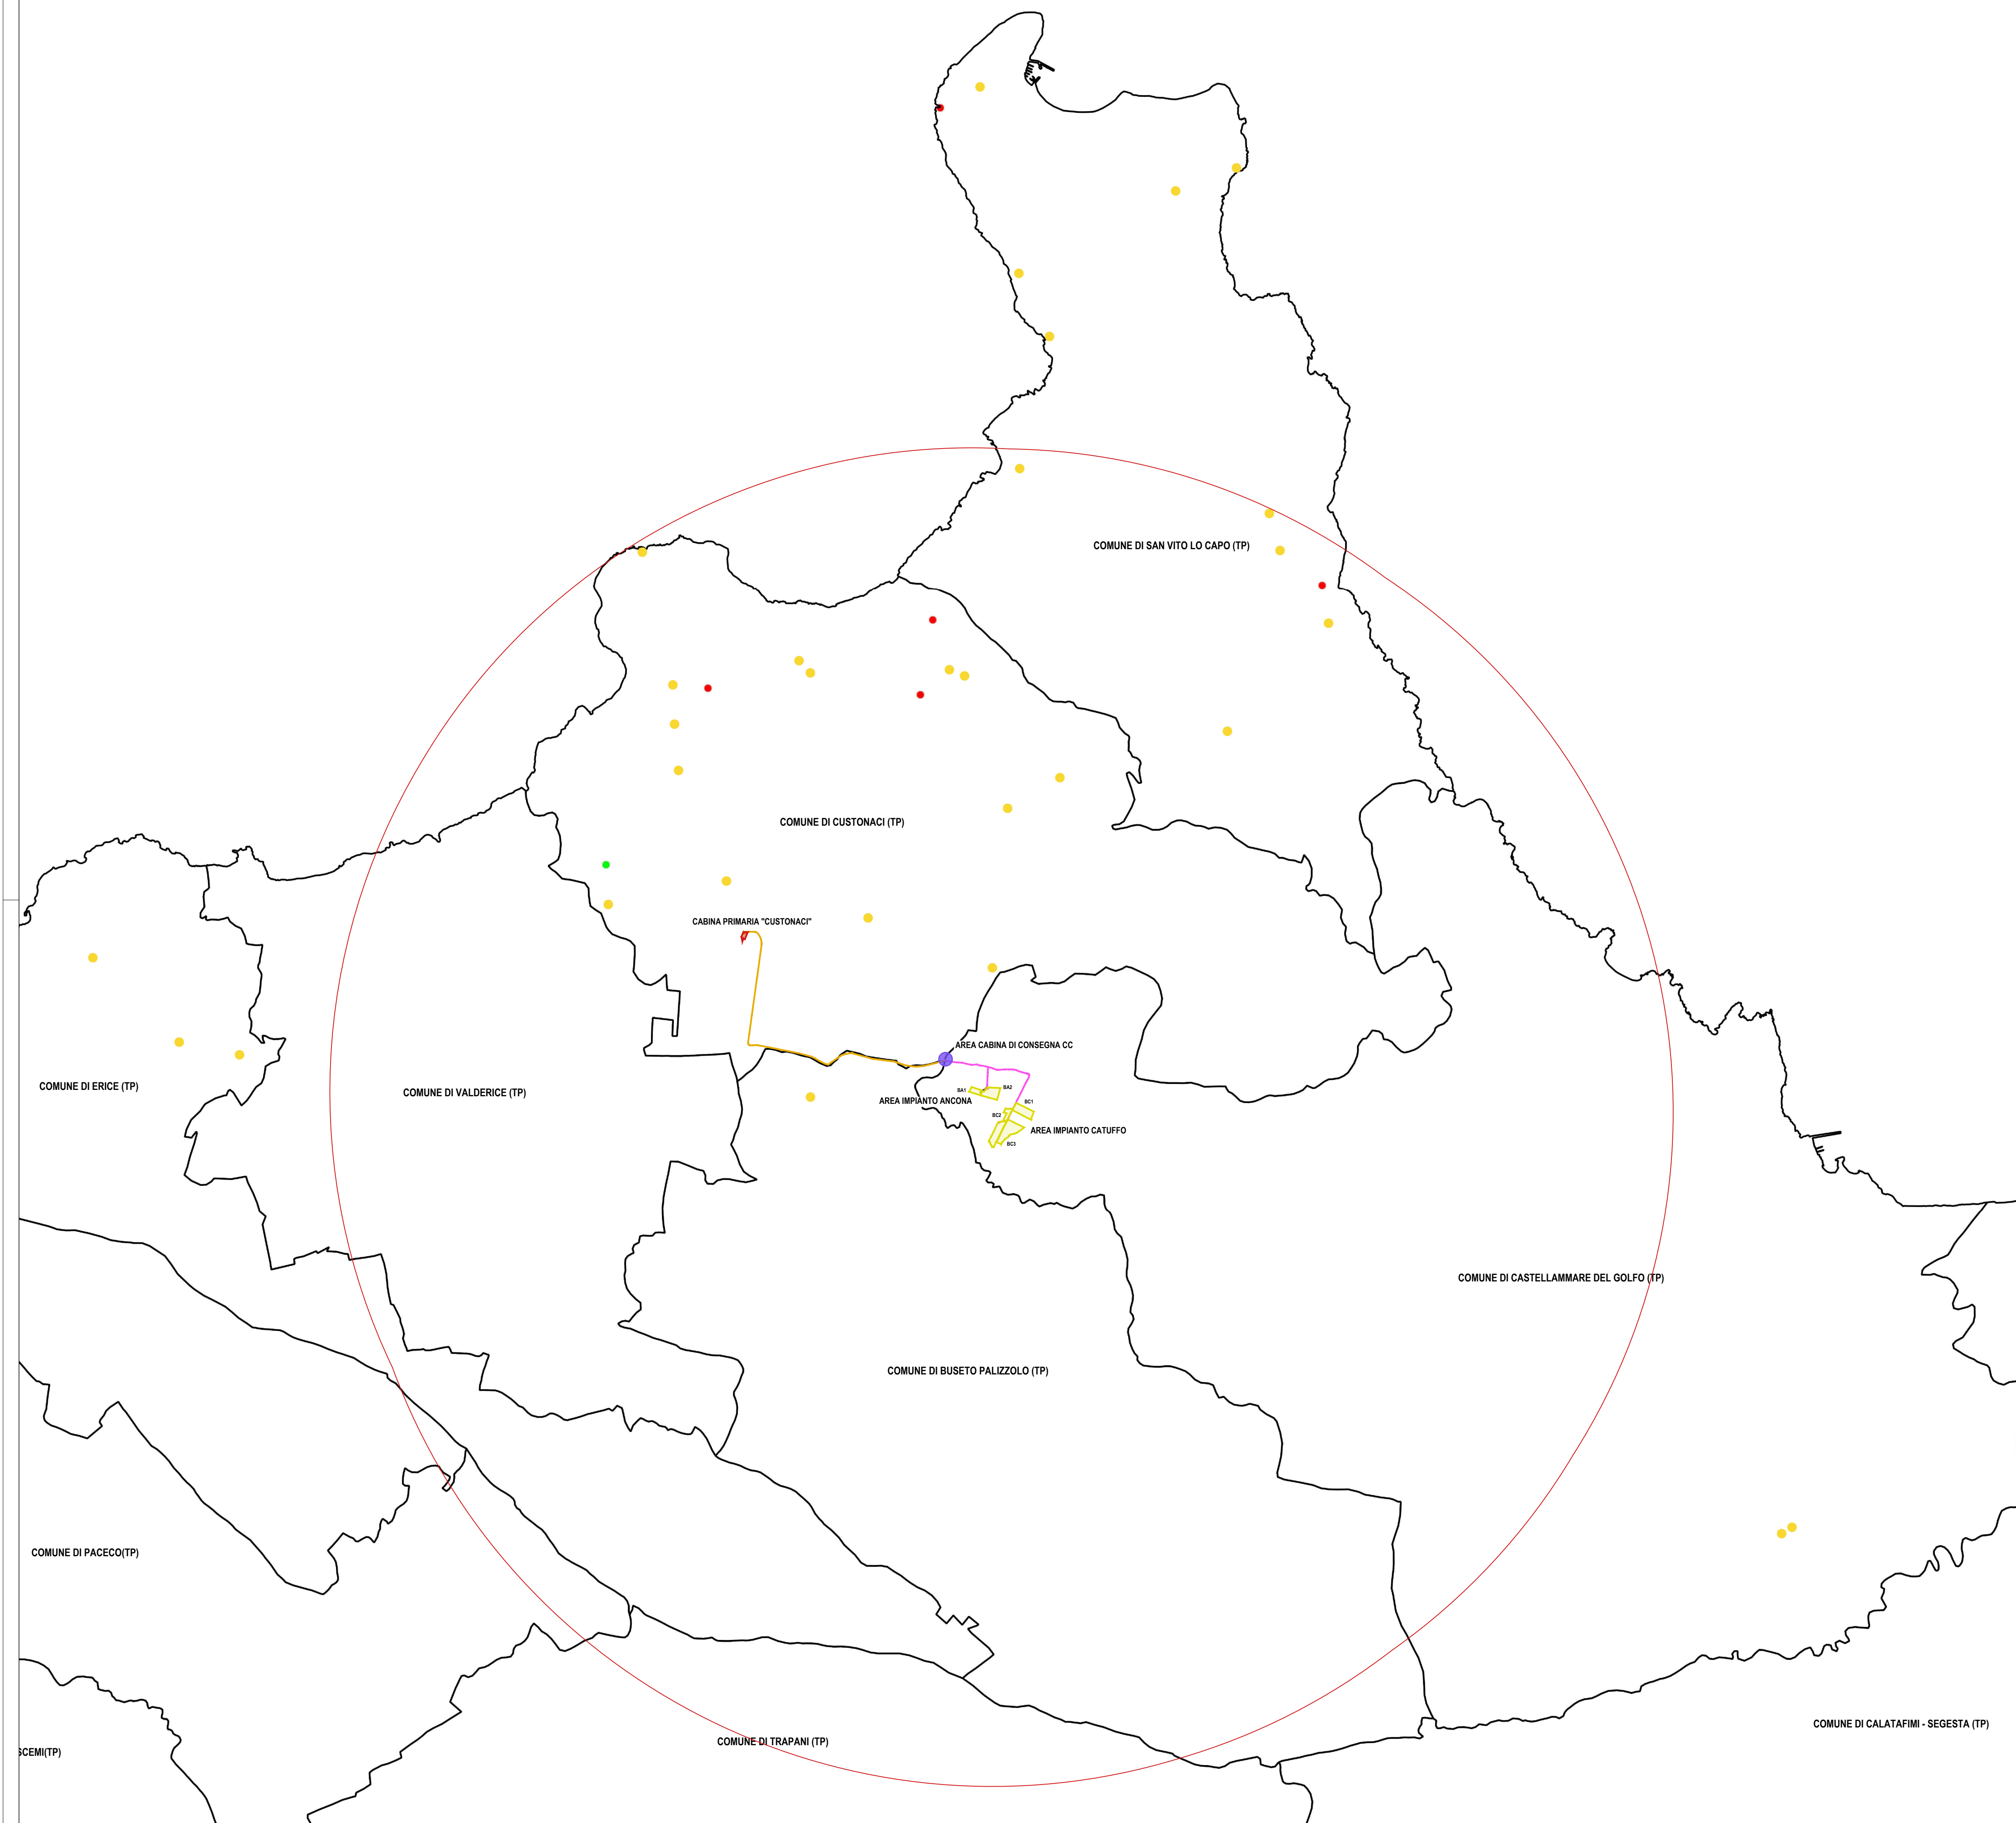 COMUNE DI SAN VITO LO CAPO (TP)
COMUNE DI CUSTONACI (TP)
CABINA PRIMARIA "CUSTONACI"
AREA CABINA DI CONSEGNA CC
COMUNE DI ERICE (TP)
COMUNE DI VALDERICE (TP)
BA1
BA2
AREA IMPIANTO ANCONA
BC1
BC2
AREA IMPIANTO CATUFFO
BC3
COMUNE DI CASTELLAMMARE DEL GOLFO (TP)
COMUNE DI BUSETO PALIZZOLO (TP)
COMUNE DI PACECO(TP)
COMUNE DI CALATAFIMI - SEGESTA (TP)
COMUNE DI TRAPANI (TP)
SCEMI(TP)